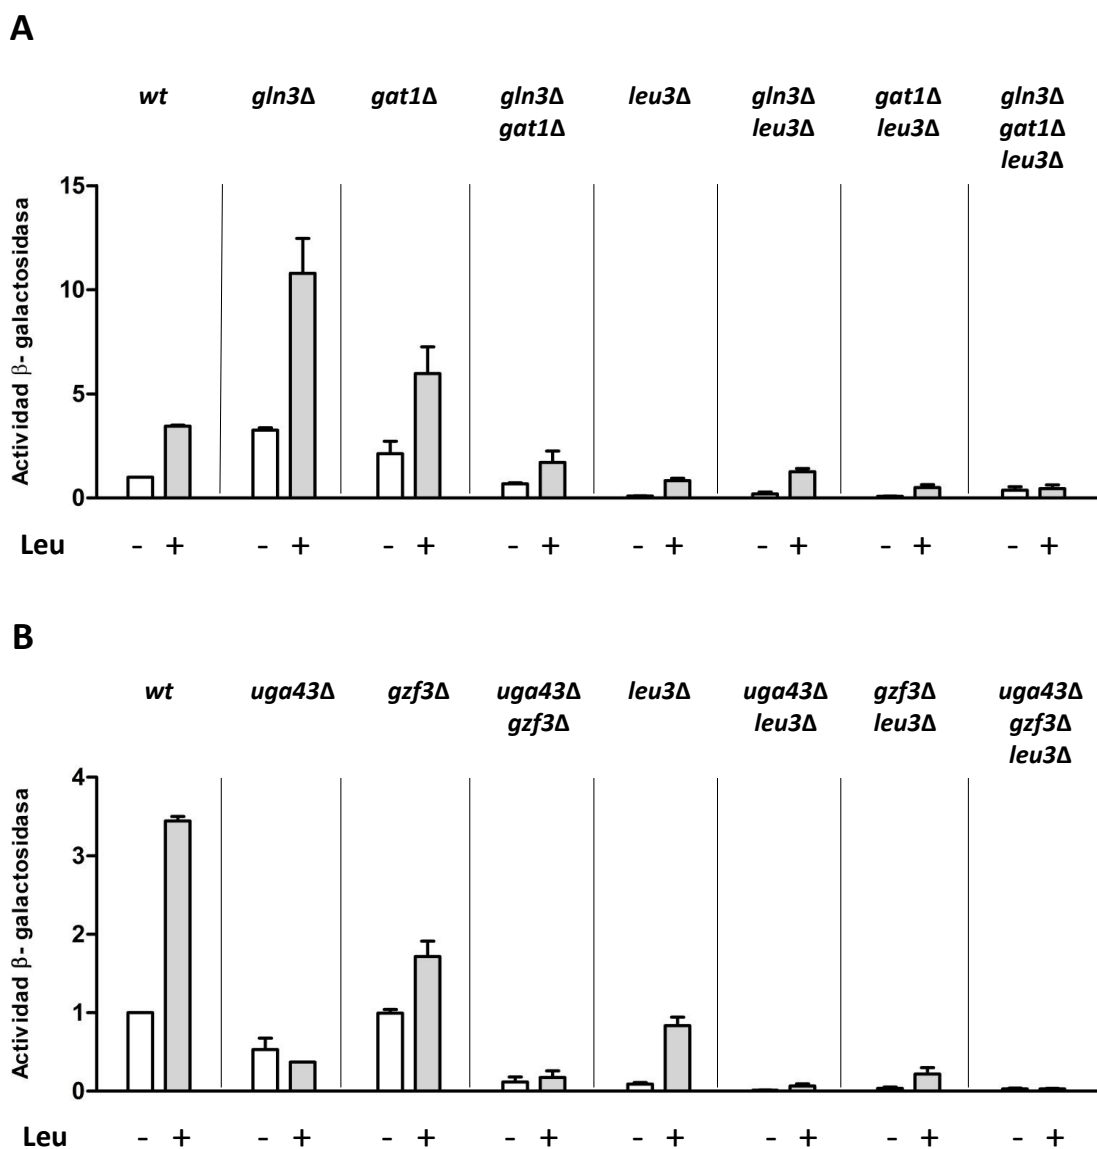 A
wt gln3Δ gat1Δ gln3Δ leu3Δ gln3Δ gat1Δ gln3Δ
gat1Δ leu3Δ leu3Δ gat1Δ
leu3Δ
15
10
5
0
Actividad β- galactosidasa
Leu - + - + - + - + - + - + - + - +
B
wt uga43Δ gzf3Δ uga43Δ leu3Δ uga43Δ gzf3Δ uga43Δ
gzf3Δ leu3Δ leu3Δ gzf3Δ
leu3Δ
4
3
2
1
0
Actividad β- galactosidasa
Leu - + - + - + - + - + - + - + - +